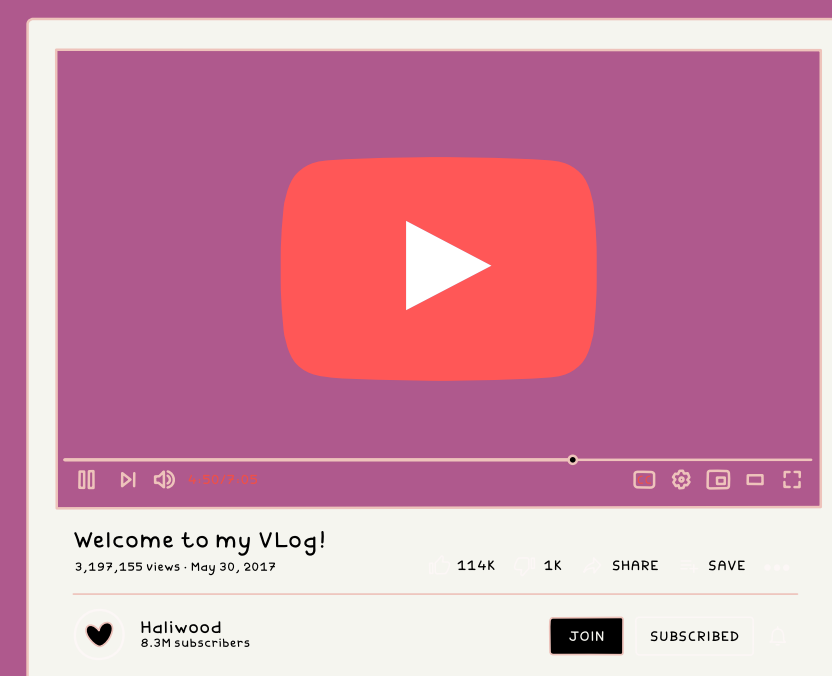 Welcome to my VLog!
3,197,155 views · May 30, 2017
114K 1K SHARE SAVE
Haliwood
8.3M subscribers
JOIN SUBSCRIBED